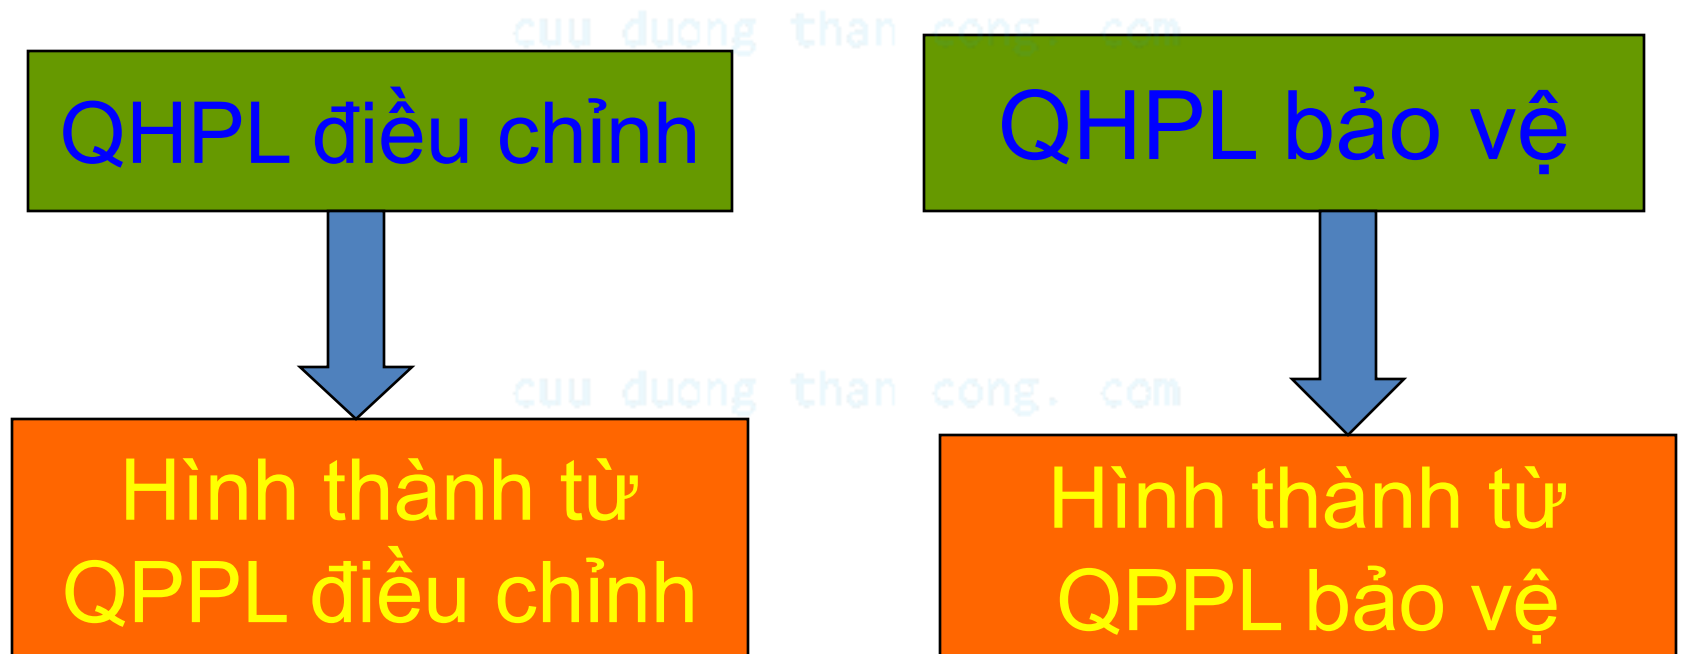 cuu duong than cong. com
QHPL điều chỉnh
QHPL bảo vệ
cuu duong than cong. com
Hình thành từ
QPPL điều chỉnh
Hình thành từ
QPPL bảo vệ